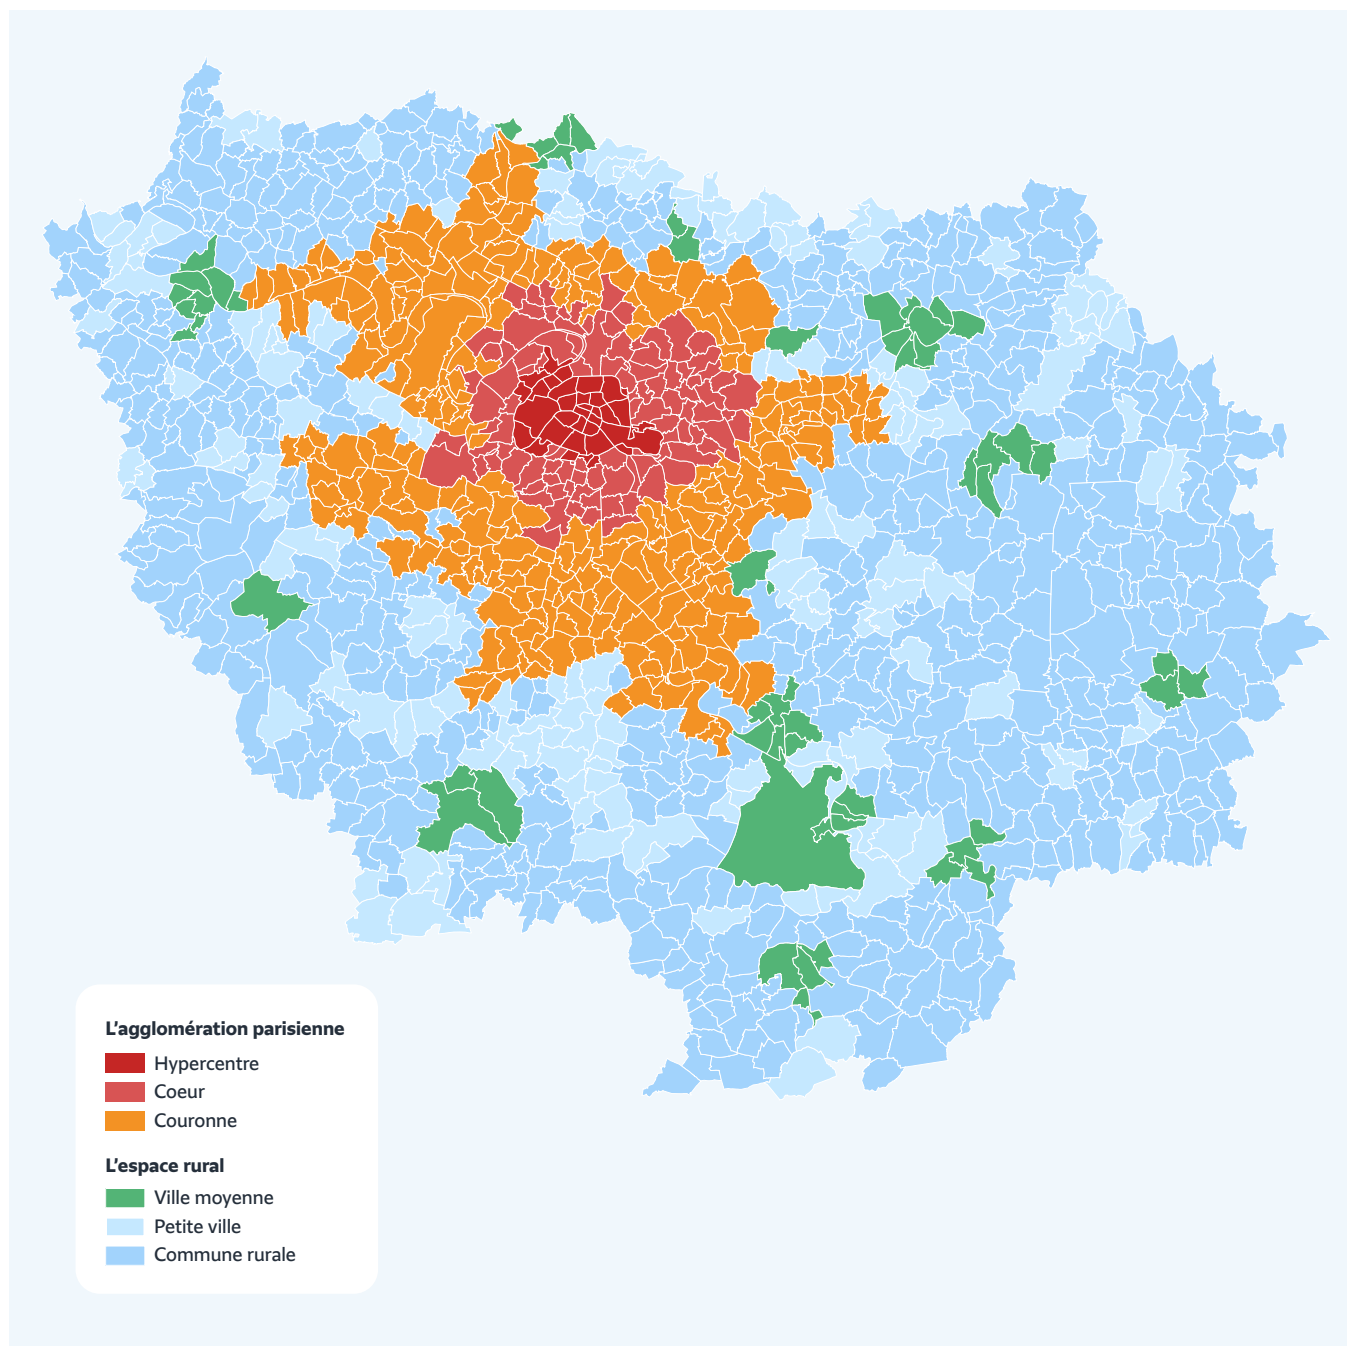 L’agglomération parisienne
Hypercentre
Coeur
Couronne
L’espace rural
Ville moyenne
Petite ville
Commune rurale